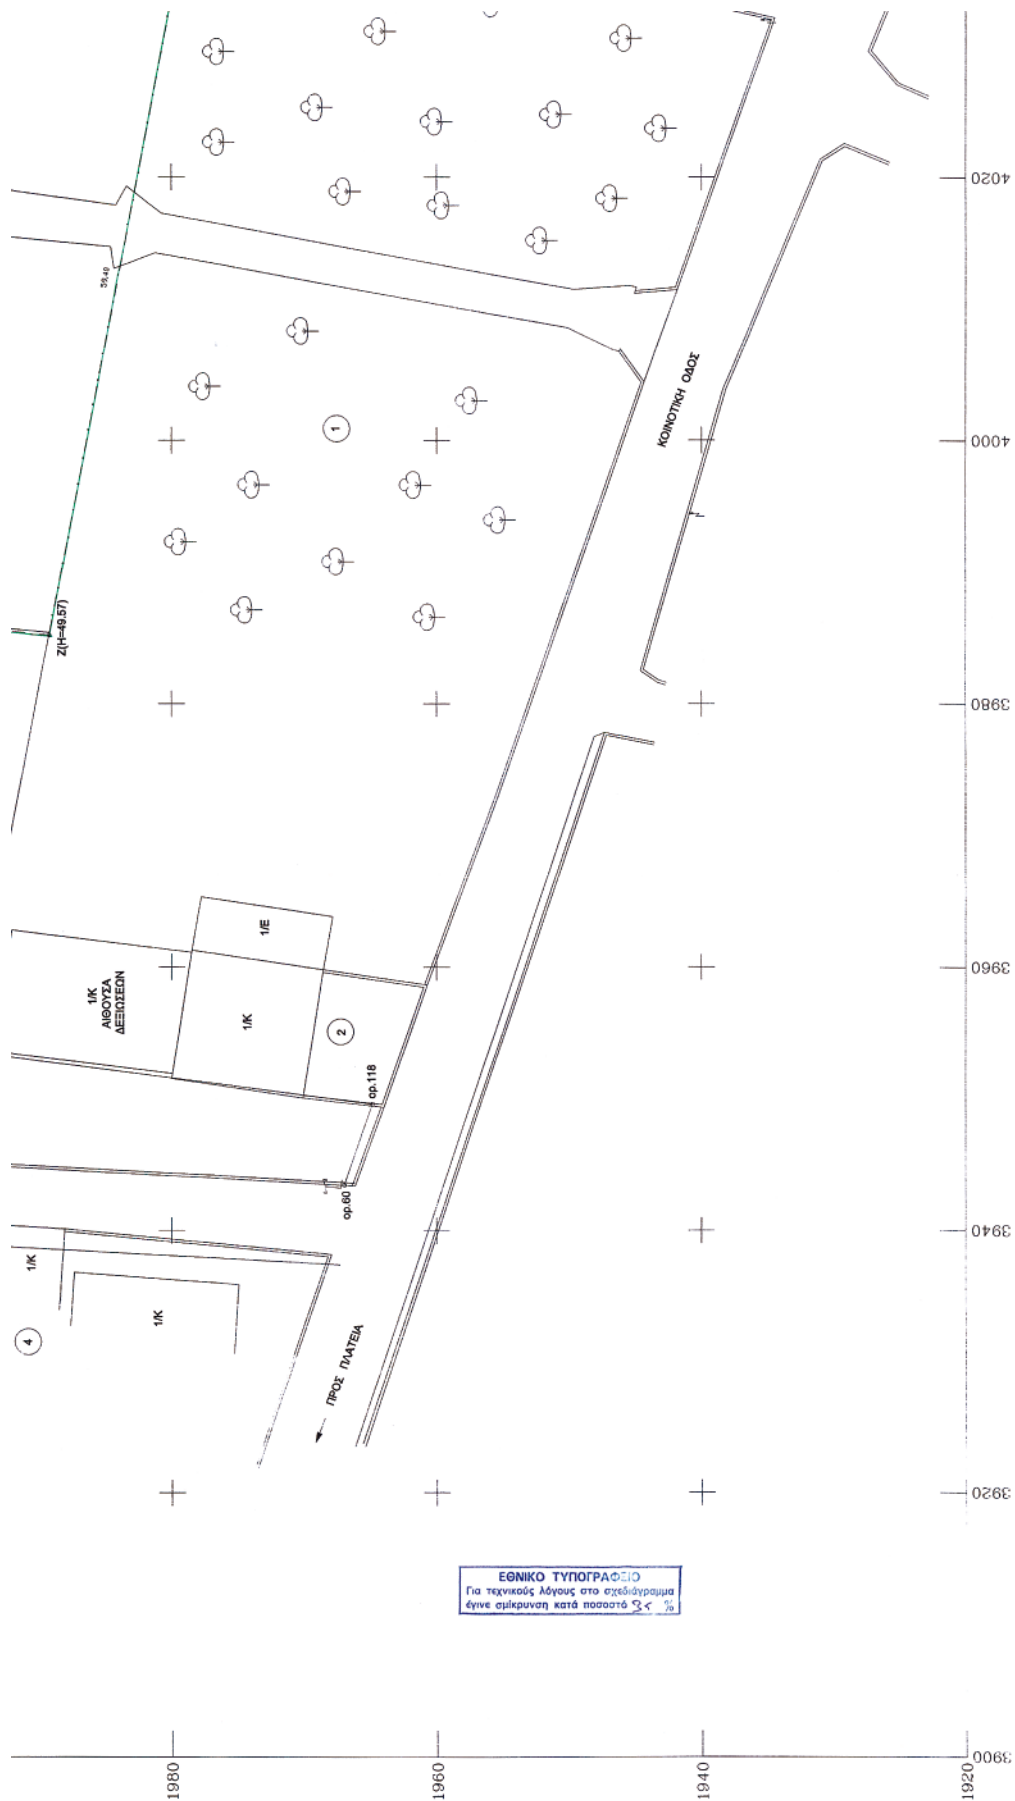 4020
59,40
ΚΟΙΝΟΤΙΚΗ ΟΔΟΣ
1
4000
Ζ(Η=49.57)
3980
1/Ε
3960
1/Κ
ΑΙΘΟΥΣΑ
ΔΕΞΙΩΣΕΩΝ
1/Κ
2
ορ.118
ορ.60
3940
1/Κ
1/Κ
4
ΠΡΟΣ ΠΛΑΤΕΙΑ
3920
ΕΘΝΙΚΟ ΤΥΠΟΓΡΑΦΕΙΟ
Για τεχνικούς λόγους στο σχεδιάγραμμα
έγινε σμίκρυνση κατά ποσοστό %
3900
1980
1960
1940
1920